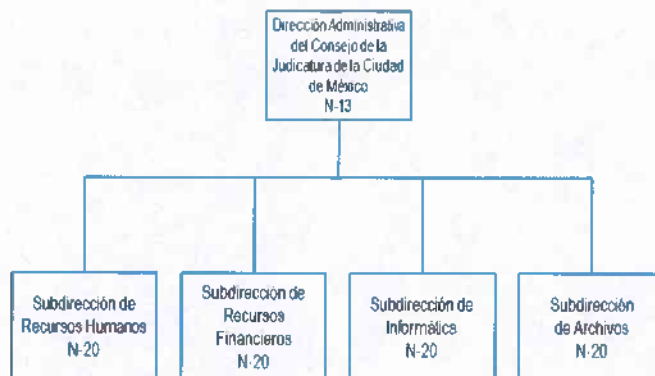 Dirección Administrativa
del Consejo de la
Judicatura de la Ciudad
de México
N-13
Subdirección de
Recursos Humanos
N-20
Subdirección de
Recursos
Financieros
N-20
Subdirección de
Informática
N-20
Subdirección
de Archivos
N-20